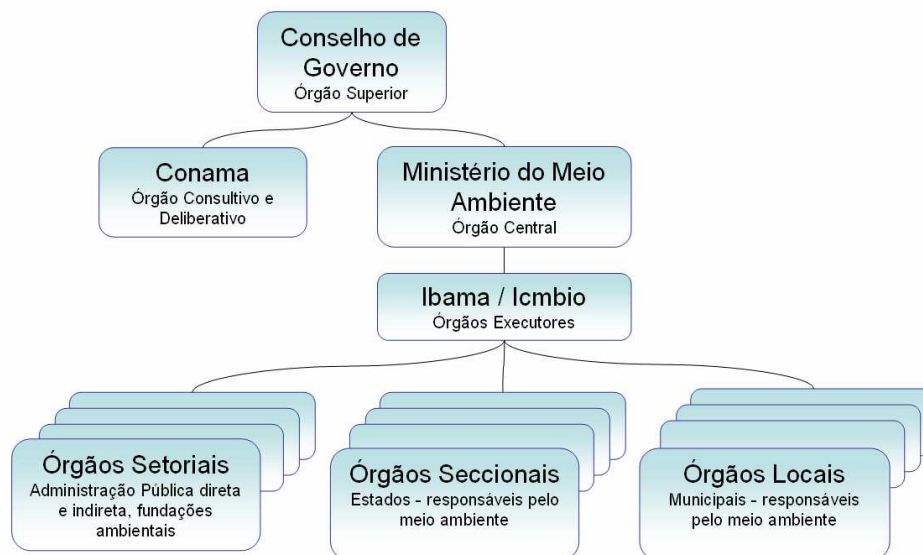 Conselho de
Governo
Órgão Superior
Conama
Órgão Consultivo e
Deliberativo
Ministério do Meio
Ambiente
Órgão Central
Ibama / Icmbio
Órgãos Executores
Órgãos Setoriais
Administração Pública direta
e indireta, fundações
ambientais
Órgãos Seccionais
Estados - responsáveis pelo
meio ambiente
Órgãos Locais
Municipais - responsáveis
pelo meio ambiente